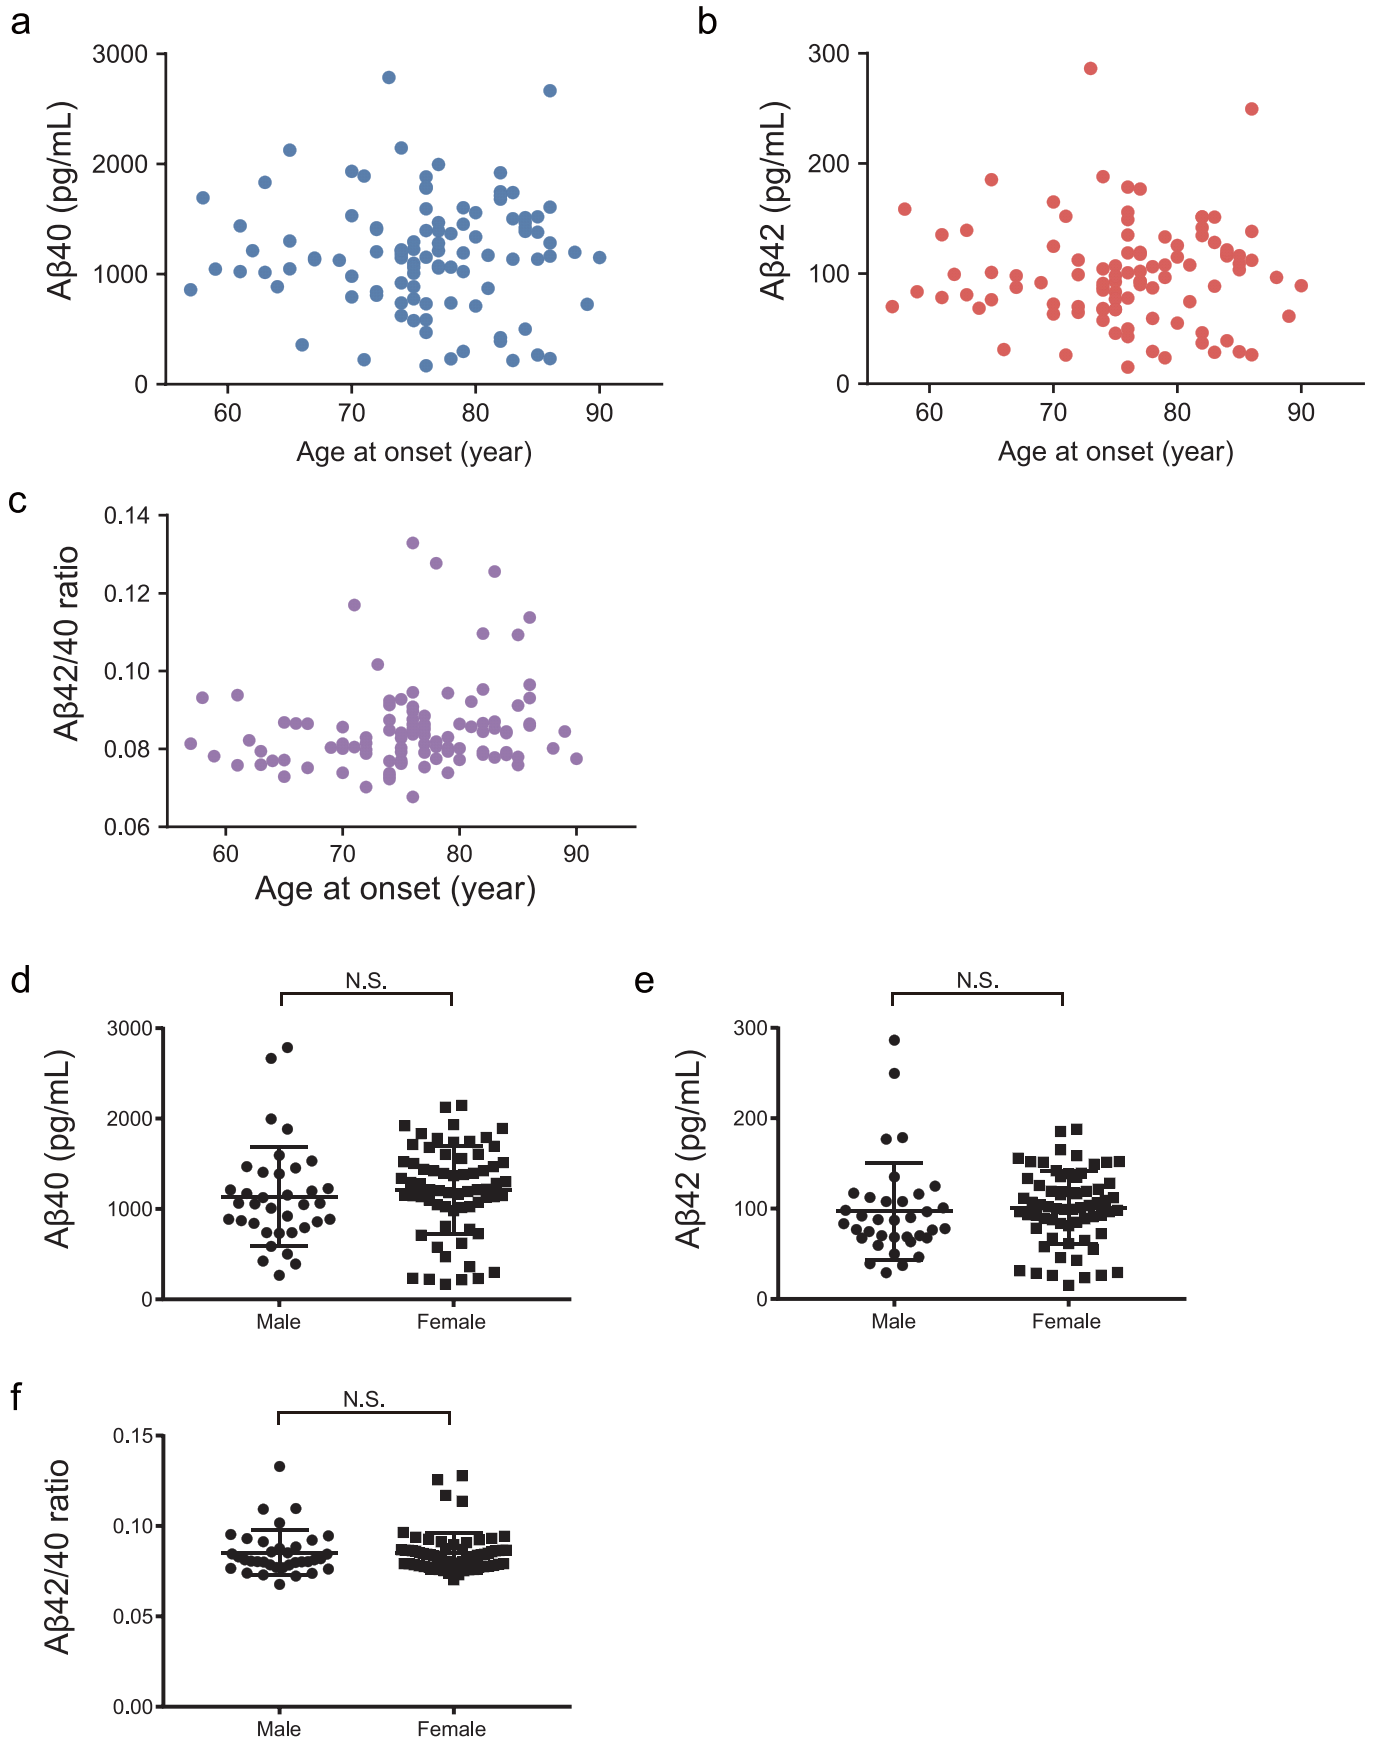 a
3000
2000
1000
0
Aβ40 (pg/mL)
60 70 80 90
Age at onset (year)
b
300
200
100
0
Aβ42 (pg/mL)
60 70 80 90
Age at onset (year)
c
0.14
0.12
0.10
0.08
0.06
Aβ42/40 ratio
60 70 80 90
Age at onset (year)
d
N.S.
3000
2000
1000
0
Aβ40 (pg/mL)
Male Female
e
N.S.
300
200
100
0
Aβ42 (pg/mL)
Male Female
f
N.S.
0.15
0.10
0.05
0.00
Aβ42/40 ratio
Male Female